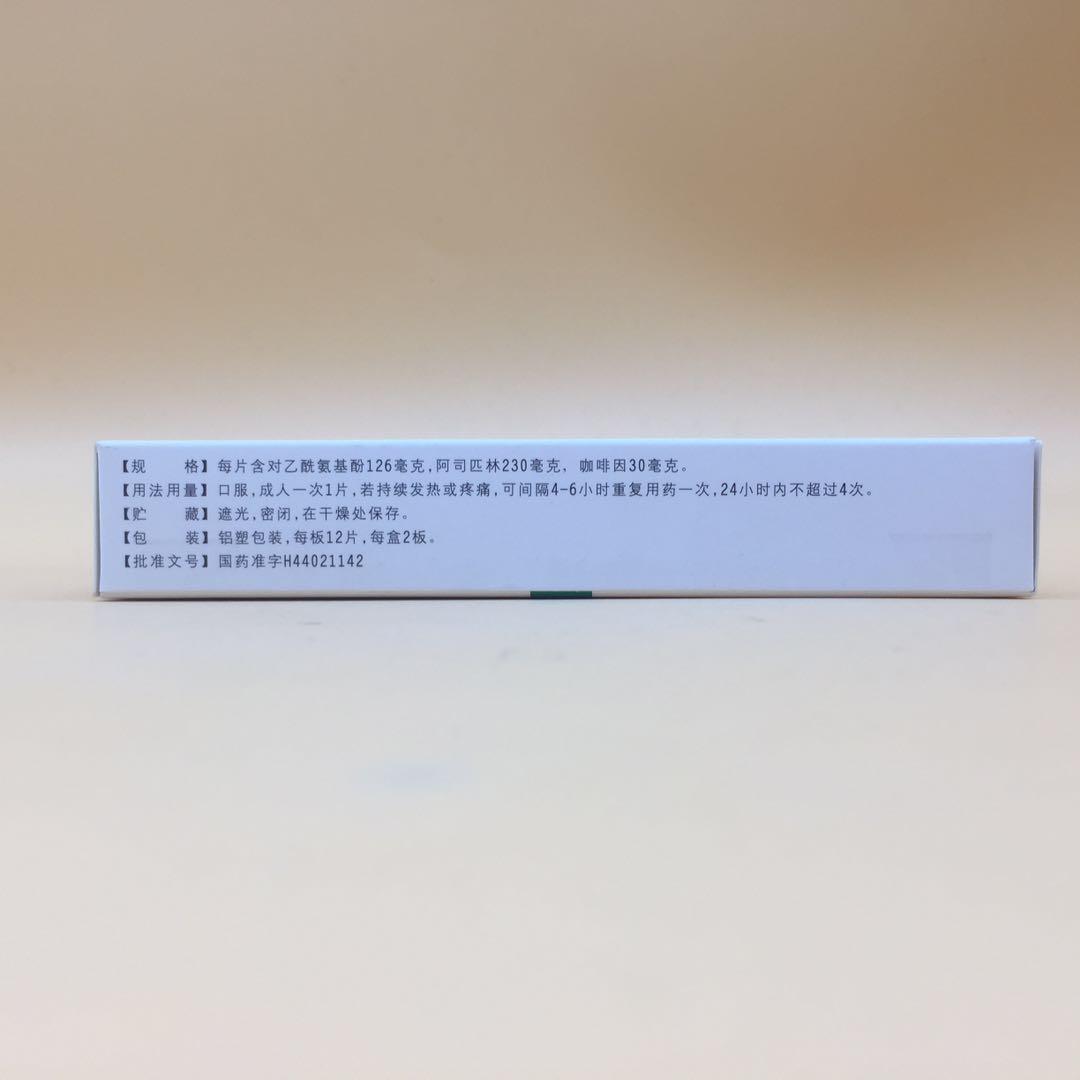 【规 格】每片含对乙酰氨基酚126毫克,阿司匹林230毫克, 咖啡因30毫克。
【用法用量】口服,成人一次1片,若持续发热或疼痛,可间隔4-6小时重复用药一次,24小时内不超过4次。
【贮 藏】遮光,密闭,在干燥处保存。
【包 装】铝塑包装,每板12片,每盒2板。
【批准文号】国药准字H44021142